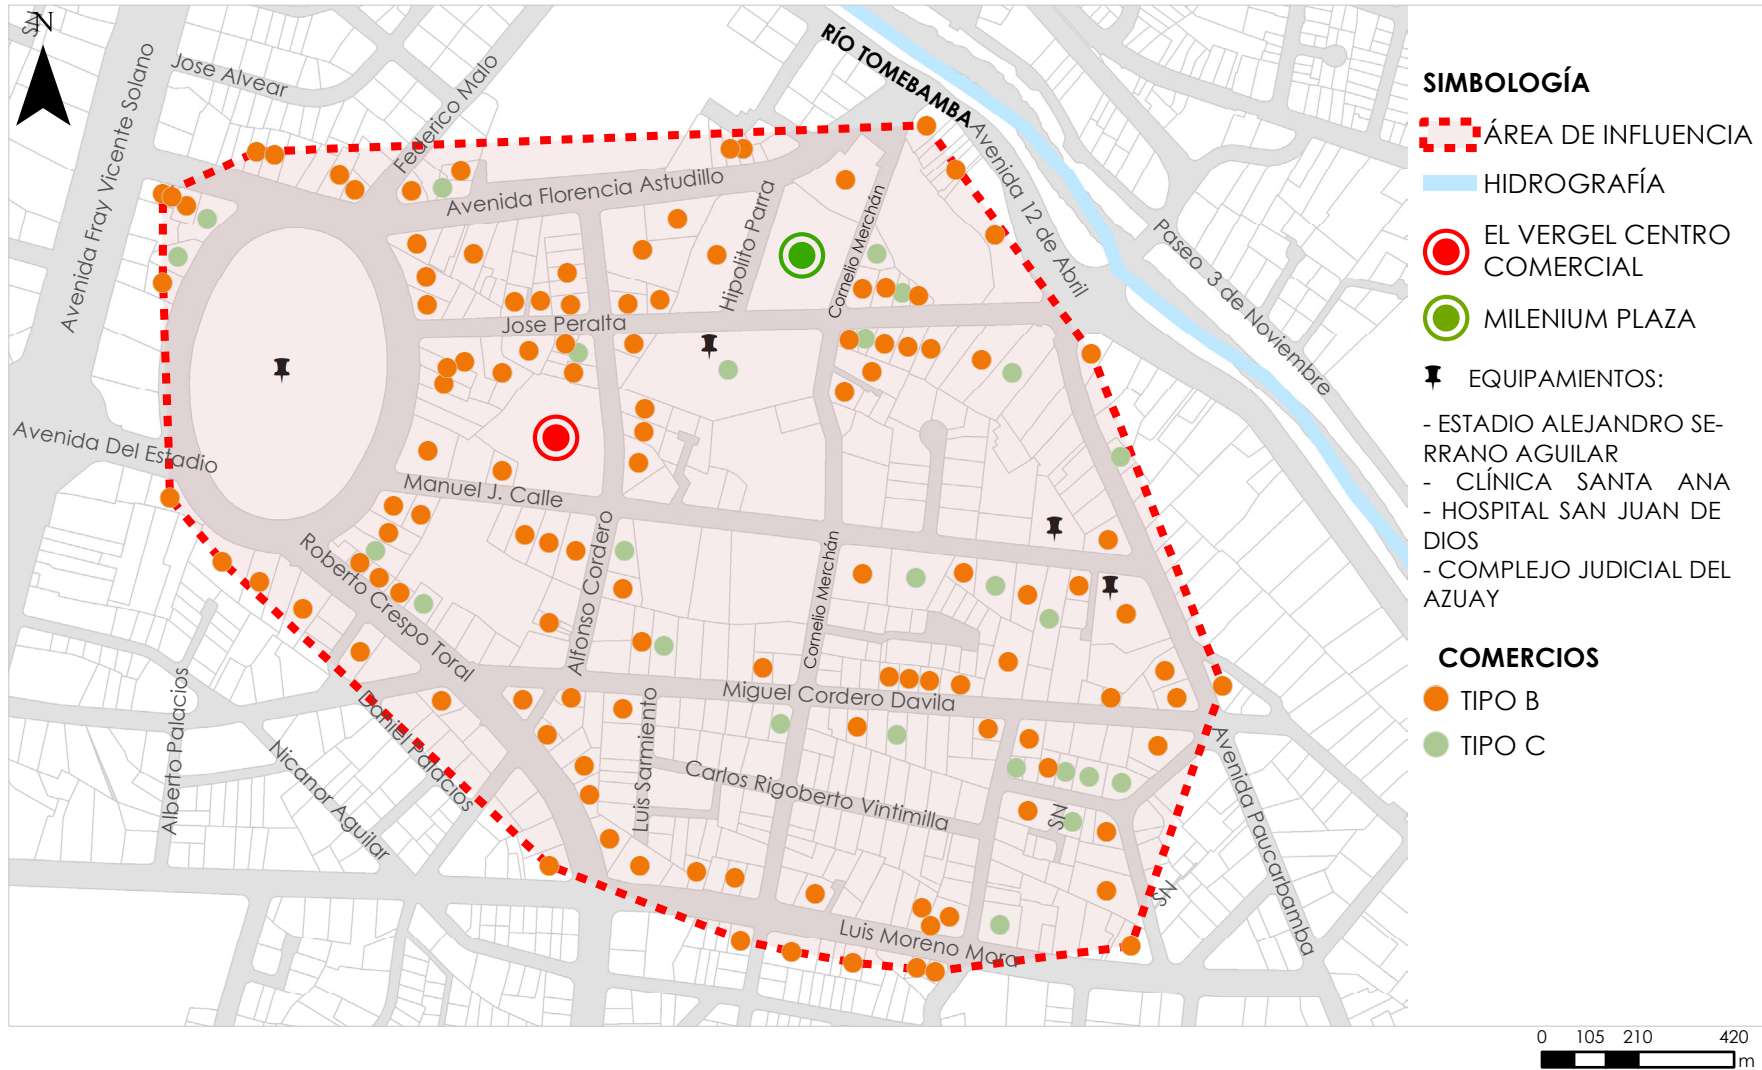 N
SN
Jose Alvear
Federico Malo
Avenida Fray Vicente Solano
RÍO TOMEBAMBA
Avenida 12 de Abril
Paseo 3 de Noviembre
Avenida Florencia Astudillo
Hipolito Parra
Cornelio Merchán
Jose Peralta
Avenida Del Estadio
Manuel J. Calle
Roberto Crespo Toral
Alfonso Cordero
Cornelio Merchán
Miguel Cordero Davila
Alberto Palacios
Daniel Palacios
Nicanor Aguilar
Luis Sarmiento
Carlos Rigoberto Vintimilla
SN
SN
Avenida Paucarbamba
Luis Moreno Mora
SIMBOLOGÍA
ÁREA DE INFLUENCIA
HIDROGRAFÍA
EL VERGEL CENTRO
COMERCIAL
MILENIUM PLAZA
EQUIPAMIENTOS:
- ESTADIO ALEJANDRO SE-
RRANO AGUILAR
- CLÍNICA SANTA ANA
- HOSPITAL SAN JUAN DE
DIOS
- COMPLEJO JUDICIAL DEL
AZUAY
COMERCIOS
TIPO B
TIPO C
0 105 210 420
m